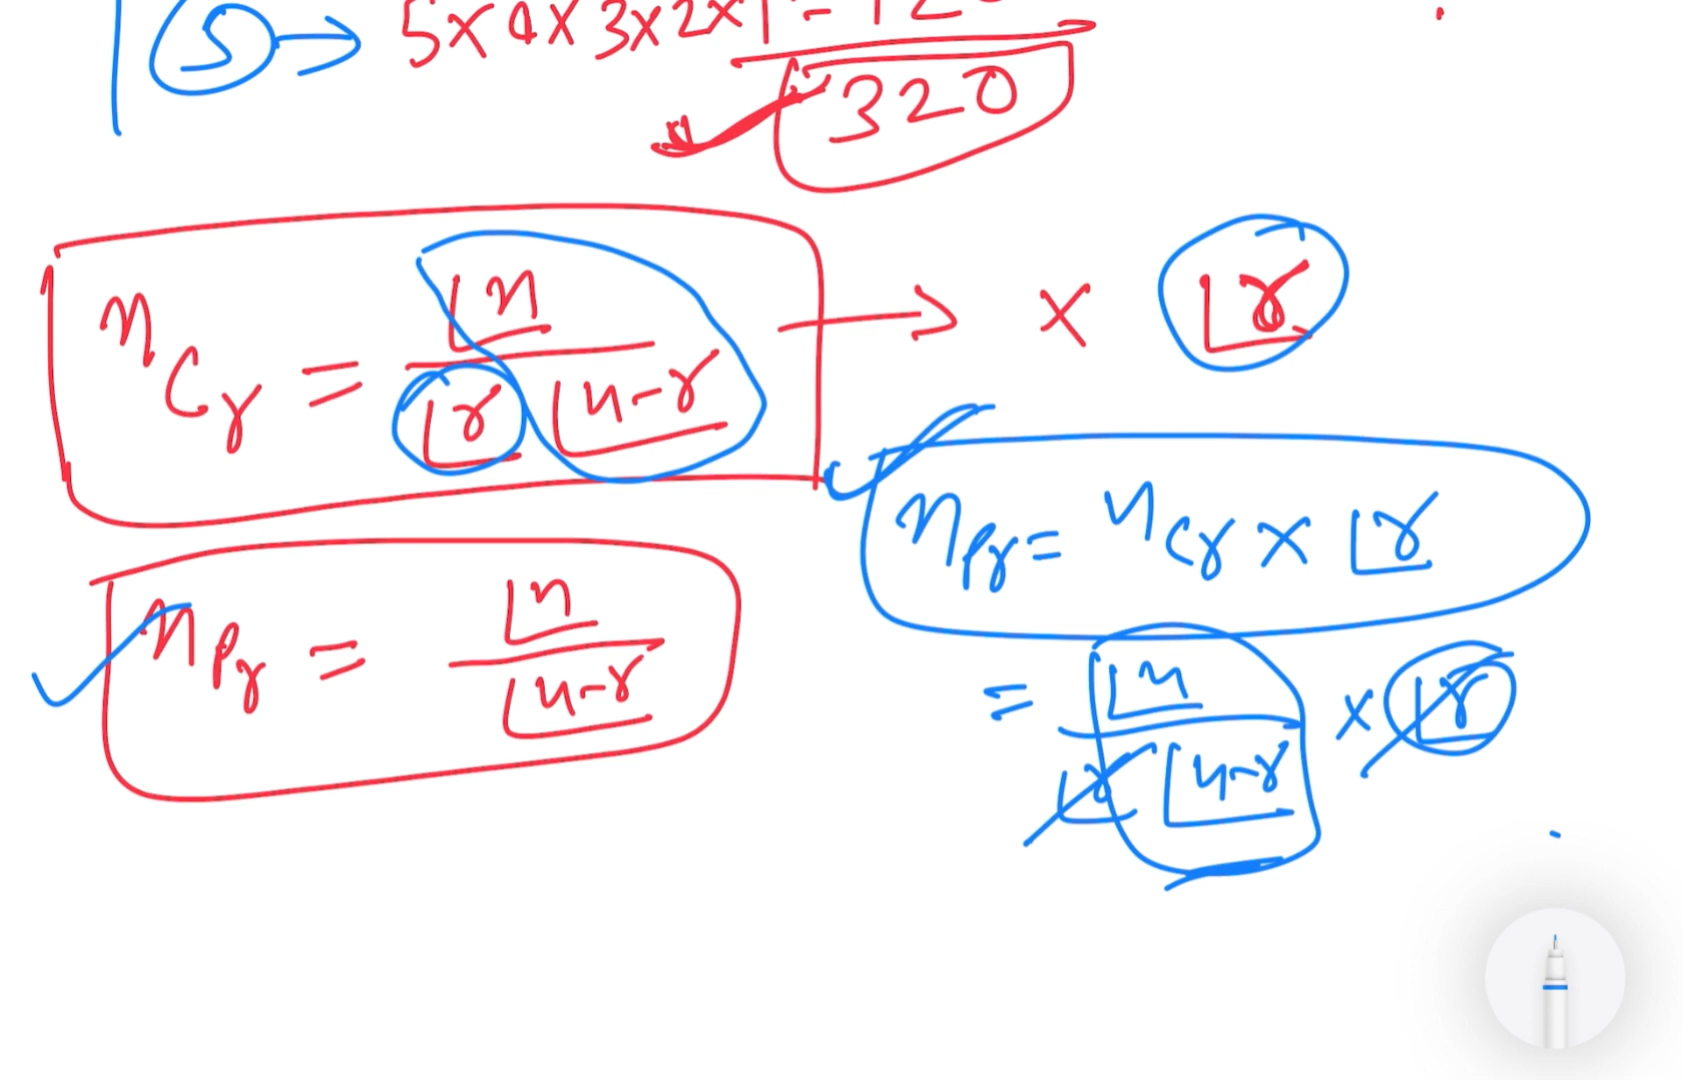 5 → 5×4×3×2×1 = 120
320
ⁿCᵣ = ⌊n / ⌊r ⌊n-r → × ⌊r
ⁿPᵣ = ⁿCᵣ × ⌊r
ⁿPᵣ = ⌊n / ⌊n-r
= ⌊n / ⌊r ⌊n-r × ⌊r